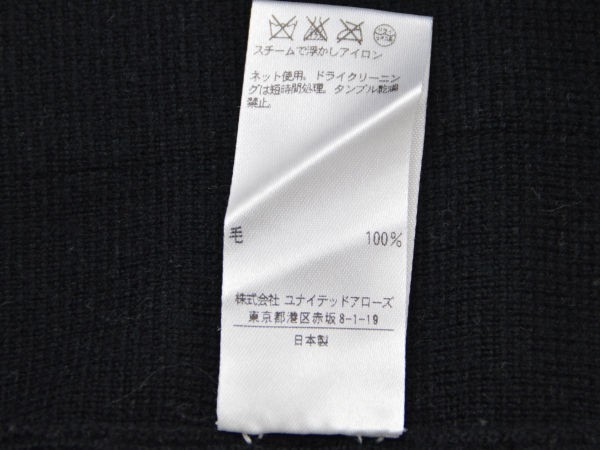 スチームで浮かしアイロン
ネット使用。ドライクリーニン
グは短時間処理。タンブル乾燥
禁止。
毛 100%
株式会社 ユナイテッドアローズ
東京都港区赤坂8-1-19
日本製